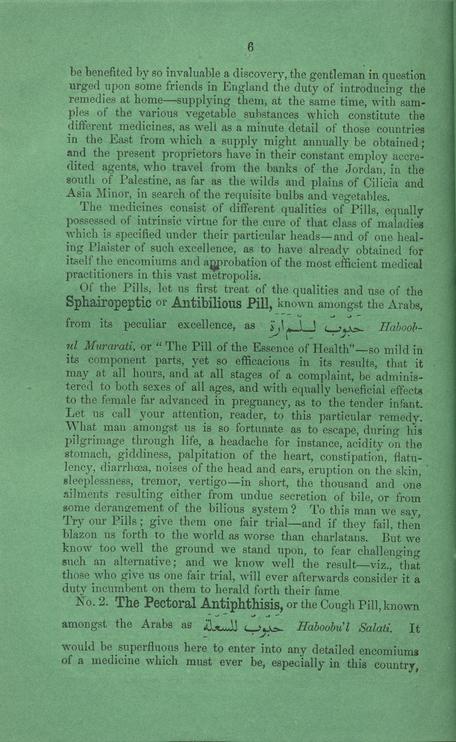 6
be benefited by so invaluable a discovery, the gentleman in question
urged upon some friends in England the duty of introducing the
remedies at home—supplying them, at the same time, with sam-
ples of the various vegetable substances which constitute the
different medicines, as well as a minute detail of those countries
in the East from which a supply might annually be obtained;
and the present proprietors have in their constant employ accre-
dited agents, who travel from the banks of the Jordan, in the
south of Palestine, as far as the wilds and plains of Cilicia and
Asia Minor, in search of the requisite bulbs and vegetables.
The medicines consist of different qualities of Pills, equally
possessed of intrinsic virtue for the cure of that class of maladies
which is specified under their particular heads—and of one heal-
ing Plaister of such excellence, as to have already obtained for
itself the encomiums and approbation of the most efficient medical
practitioners in this vast metropolis.
Of the Pills, let us first treat of the qualities and use of the
Sphairopeptic or Antibilious Pill, known amongst the Arabs,
from its peculiar excellence, as حبّوب للمرارة Haboob-
ul Murarati, or "The Pill of the Essence of Health"—so mild in
its component parts, yet so efficacious in its results, that it
may at all hours, and at all stages of a complaint, be adminis-
tered to both sexes of all ages, and with equally beneficial effects
to the female far advanced in pregnancy, as to the tender infant.
Let us call your attention, reader, to this particular remedy.
What man amongst us is so fortunate as to escape, during his
pilgrimage through life, a headache for instance, acidity on the
stomach, giddiness, palpitation of the heart, constipation, flatu-
lency, diarrhœa, noises of the head and ears, eruption on the skin,
sleeplessness, tremor, vertigo—in short, the thousand and one
ailments resulting either from undue secretion of bile, or from
some derangement of the bilious system? To this man we say,
Try our Pills; give them one fair trial—and if they fail, then
blazon us forth to the world as worse than charlatans. But we
know too well the ground we stand upon, to fear challenging
such an alternative; and we know well the result—viz., that
those who give us one fair trial, will ever afterwards consider it a
duty incumbent on them to herald forth their fame
No. 2. The Pectoral Antiphthisis, or the Cough Pill, known
amongst the Arabs as حبّوب للسعلة Haboobu'l Salati. It
would be superfluous here to enter into any detailed encomiums
of a medicine which must ever be, especially in this country,